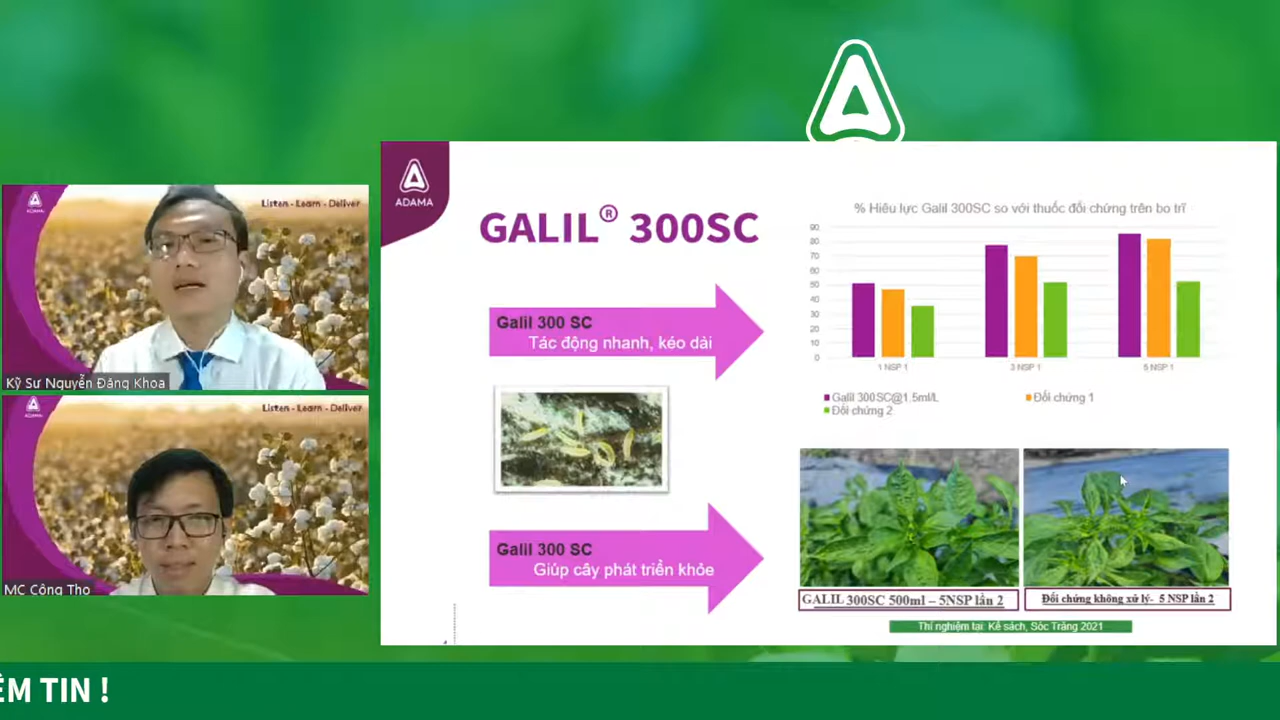 ADAMA
Listen - Learn - Deliver
Kỹ Sư Nguyễn Đăng Khoa
ADAMA
Listen - Learn - Deliver
MC Công Thọ
ADAMA
GALIL® 300SC
Galil 300 SC
Tác động nhanh, kéo dài
Galil 300 SC
Giúp cây phát triển khỏe
% Hiệu lực Galil 300SC so với thuốc đối chứng trên bọ trĩ
90
80
70
60
50
40
30
20
10
0
1 NSP 1
3 NSP 1
5 NSP 1
Galil 300SC@1.5ml/L
Đối chứng 1
Đối chứng 2
GALIL 300SC 500ml – 5NSP lần 2
Đối chứng không xử lý- 5 NSP lần 2
Thí nghiệm tại: Kế sách, Sóc Trăng 2021
ỀM TIN !